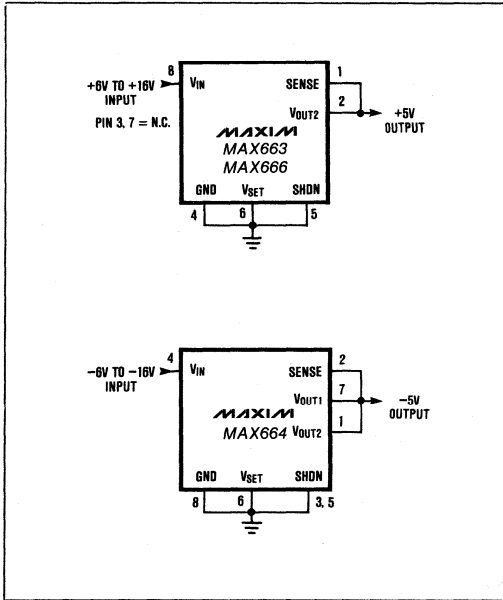 8
1
+6V TO +16V
INPUT
VIN
SENSE
2
VOUT2
+5V
OUTPUT
PIN 3, 7 = N.C.
MAXIM
MAX663
MAX666
GND
VSET
SHDN
4
6
5
4
2
−6V TO −16V
INPUT
VIN
SENSE
7
VOUT1
−5V
OUTPUT
1
MAXIM
MAX664
VOUT2
GND
VSET
SHDN
8
6
3, 5